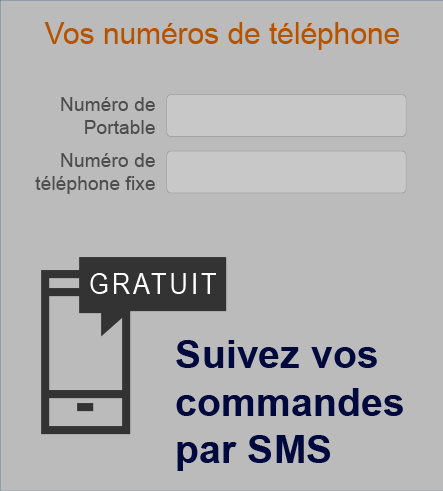 Vos numéros de téléphone
Numéro de
Portable
Numéro de
téléphone fixe
GRATUIT
Suivez vos
commandes
par SMS